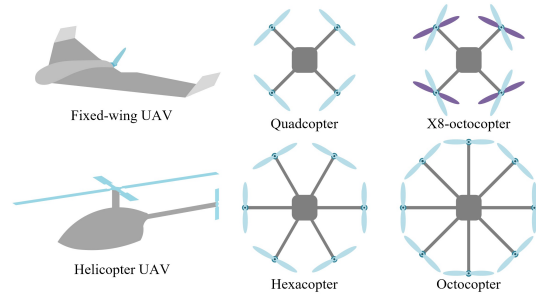 Fixed-wing UAV
Quadcopter
X8-octocopter
Helicopter UAV
Hexacopter
Octocopter